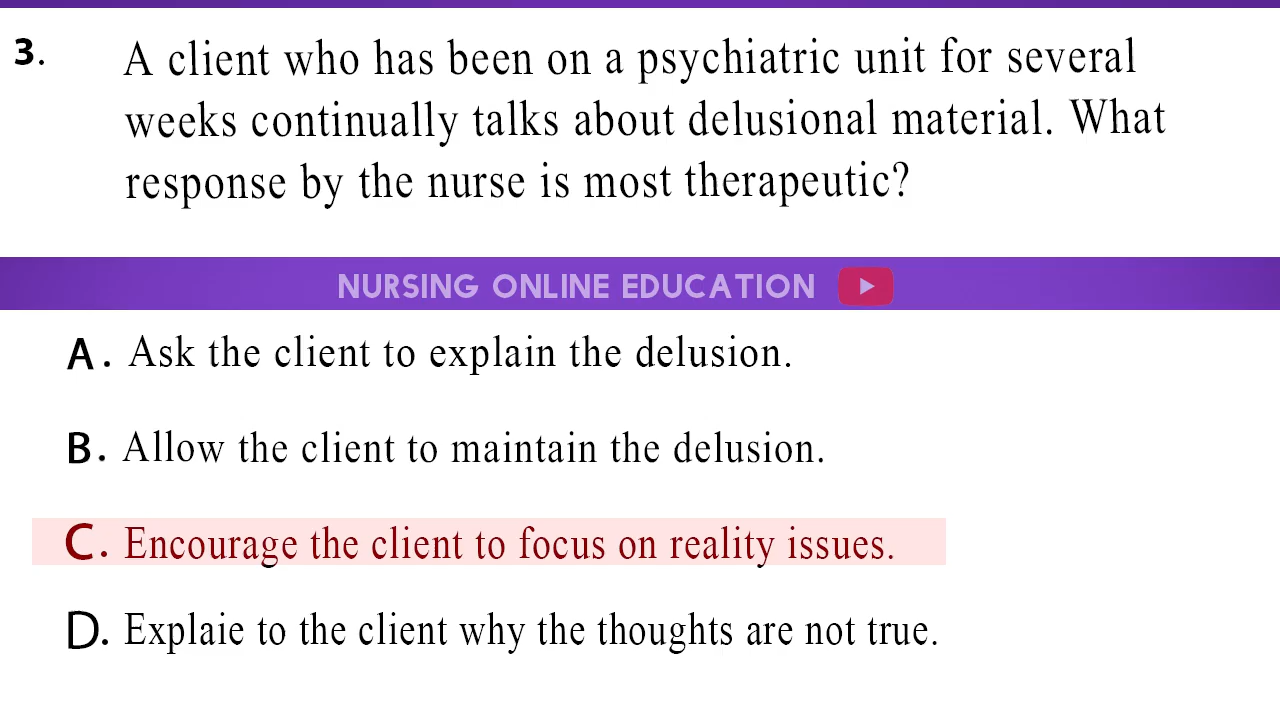 3. A client who has been on a psychiatric unit for several
weeks continually talks about delusional material. What
response by the nurse is most therapeutic?
NURSING ONLINE EDUCATION
A. Ask the client to explain the delusion.
B. Allow the client to maintain the delusion.
C. Encourage the client to focus on reality issues.
D. Explaie to the client why the thoughts are not true.